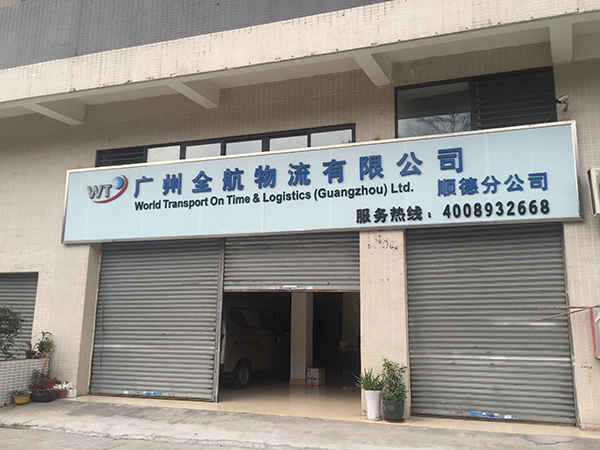 WT 广州全航物流有限公司
World Transport On Time & Logistics (Guangzhou) Ltd. 顺德分公司
服务热线：4008932668